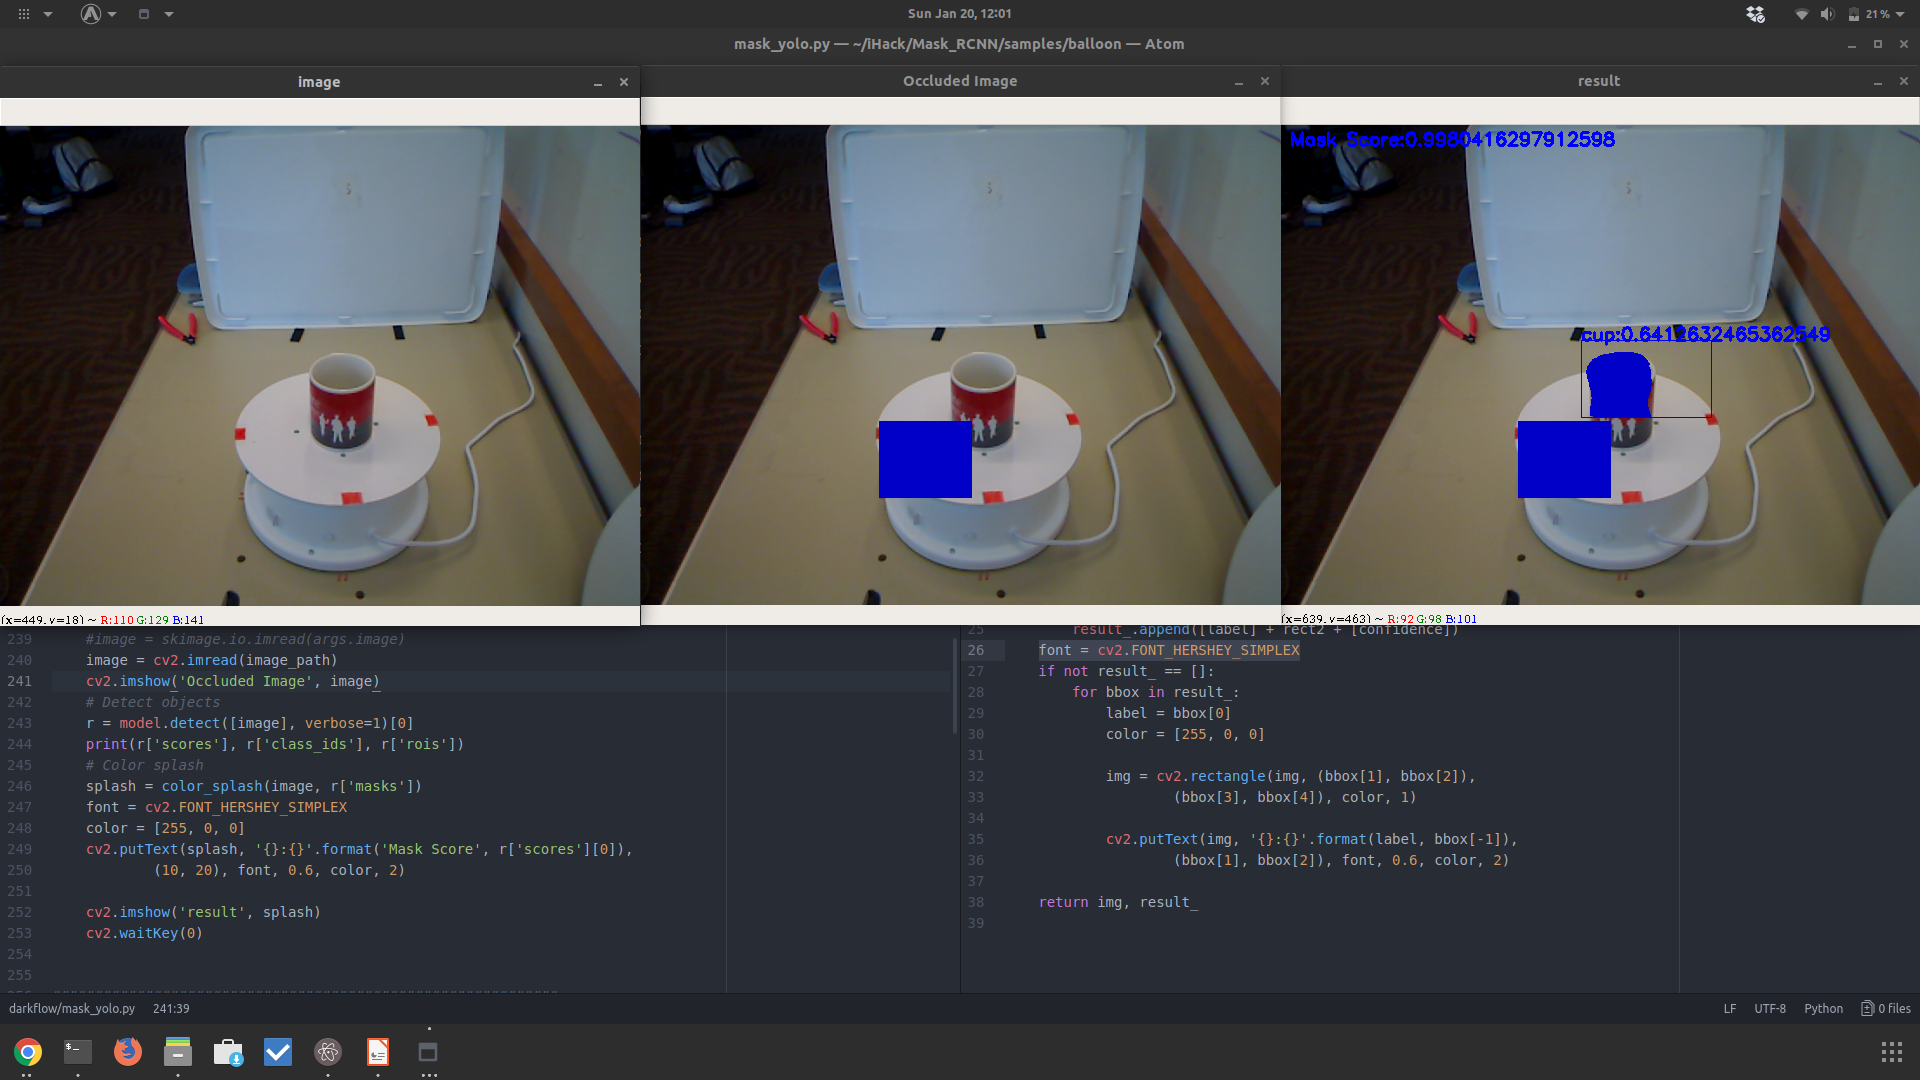 Sun Jan 20, 12:01
21 %
mask_yolo.py — ~/iHack/Mask_RCNN/samples/balloon — Atom
image
Occluded Image
result
Mask Score:0.9980416297912598
cup:0.6412632465362549
(x=449, y=18) ~ R:110 G:129 B:141
(x=639, y=463) ~ R:92 G:98 B:101
239 #image = skimage.io.imread(args.image)
240 image = cv2.imread(image_path)
241 cv2.imshow('Occluded Image', image)
242 # Detect objects
243 r = model.detect([image], verbose=1)[0]
244 print(r['scores'], r['class_ids'], r['rois'])
245 # Color splash
246 splash = color_splash(image, r['masks'])
247 font = cv2.FONT_HERSHEY_SIMPLEX
248 color = [255, 0, 0]
249 cv2.putText(splash, '{}:{}'.format('Mask Score', r['scores'][0]),
250 (10, 20), font, 0.6, color, 2)
251
252 cv2.imshow('result', splash)
253 cv2.waitKey(0)
254
255
25 result_.append([label] + rect2 + [confidence])
26 font = cv2.FONT_HERSHEY_SIMPLEX
27 if not result_ == []:
28 for bbox in result_:
29 label = bbox[0]
30 color = [255, 0, 0]
31
32 img = cv2.rectangle(img, (bbox[1], bbox[2]),
33 (bbox[3], bbox[4]), color, 1)
34
35 cv2.putText(img, '{}:{}'.format(label, bbox[-1]),
36 (bbox[1], bbox[2]), font, 0.6, color, 2)
37
38 return img, result_
39
darkflow/mask_yolo.py 241:39
LF UTF-8 Python 0 files